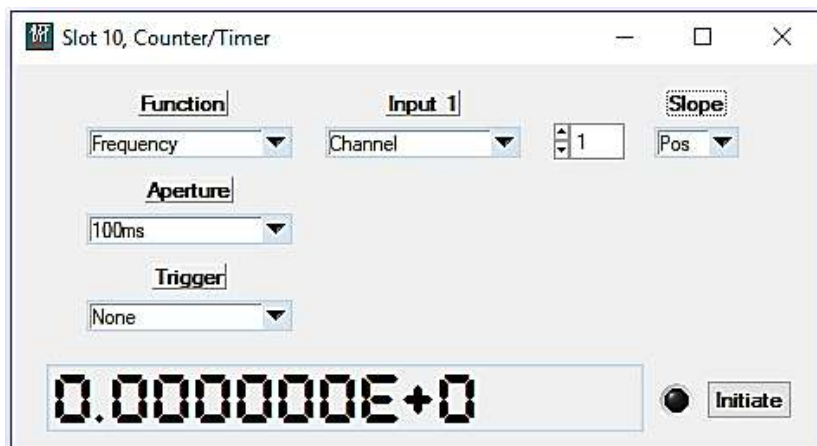 Slot 10, Counter/Timer
Function Input 1 Slope
Frequency Channel 1 Pos
Aperture
100ms
Trigger
None
0.000000E+0 Initiate